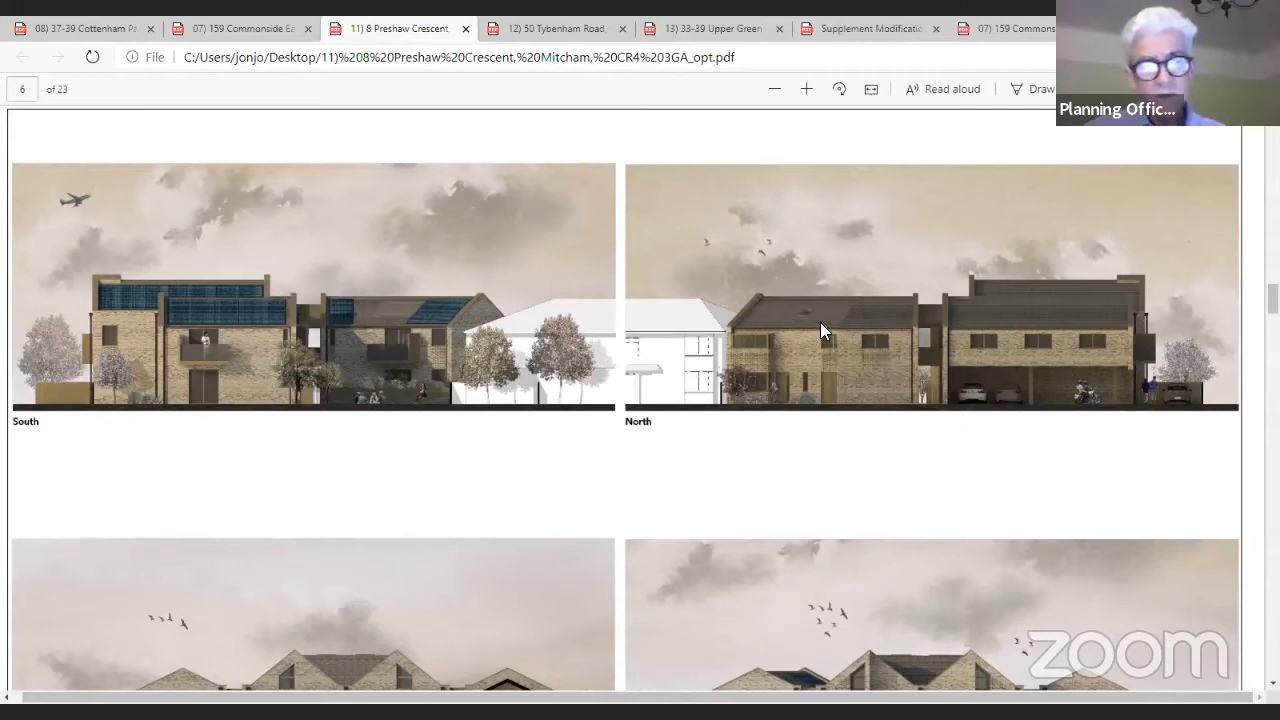 08) 37-39 Cottenham Pa
07) 159 Commonside Ea
11) 8 Preshaw Crescent,
12) 50 Tybenham Road,
13) 33-39 Upper Green
Supplement Modificatic
07) 159 Commons
File
C:/Users/jonjo/Desktop/11)%208%20Preshaw%20Crescent,%20Mitcham,%20CR4%203GA_opt.pdf
6 of 23
Read aloud
Draw
Planning Offic...
South
North
zoom